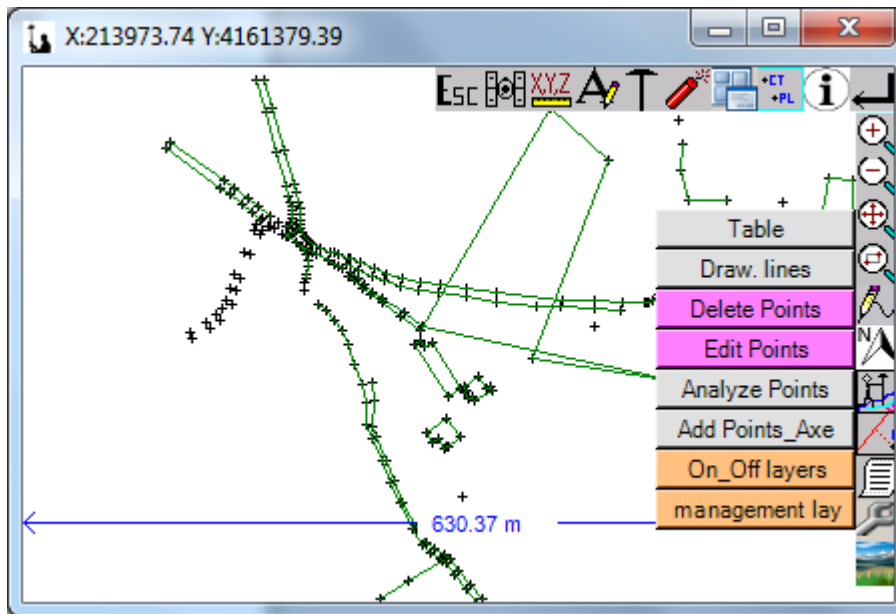 X:213973.74 Y:4161379.39
Esc X,Y,Z +CT
+PL
Table
Draw. lines
Delete Points
Edit Points
N
Analyze Points
Add Points_Axe
On_Off layers
630.37 m
management lay